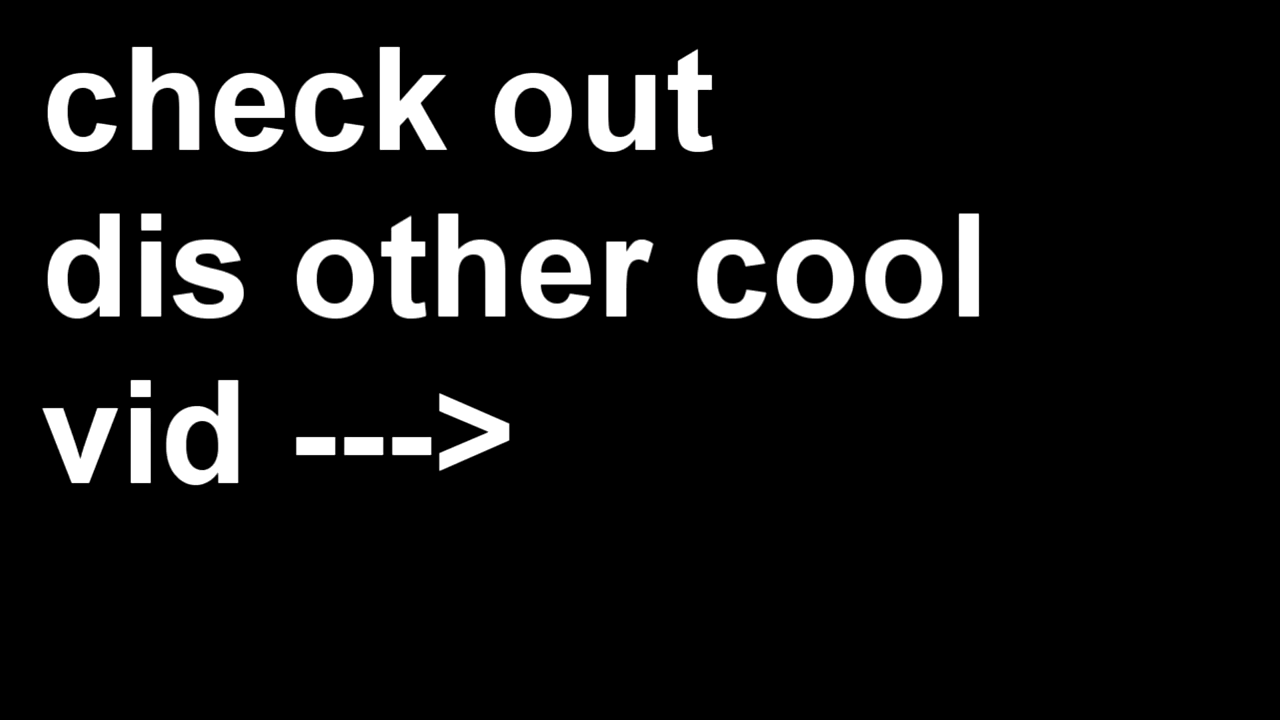 check out
dis other cool
vid --->